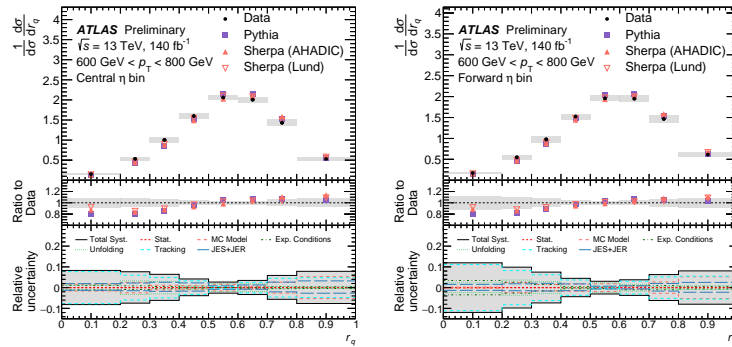 1/dσ dσ/dr_q
ATLAS Preliminary
√s = 13 TeV, 140 fb⁻¹
600 GeV < p_T < 800 GeV
Central η bin
Data
Pythia
Sherpa (AHADIC)
Sherpa (Lund)
4
3.5
3
2.5
2
1.5
1
0.5
Ratio to Data
1.2
1.0
0.8
Relative uncertainty
0.2
0.1
0
−0.1
Total Syst.
Stat.
MC Model
Exp. Conditions
Unfolding
Tracking
JES+JER
0 0.1 0.2 0.3 0.4 0.5 0.6 0.7 0.8 0.9 1
r_q
1/dσ dσ/dr_q
ATLAS Preliminary
√s = 13 TeV, 140 fb⁻¹
600 GeV < p_T < 800 GeV
Forward η bin
Data
Pythia
Sherpa (AHADIC)
Sherpa (Lund)
4
3.5
3
2.5
2
1.5
1
0.5
Ratio to Data
1.2
1.0
0.8
Relative uncertainty
0.2
0.1
0
−0.1
Total Syst.
Stat.
MC Model
Exp. Conditions
Unfolding
Tracking
JES+JER
0 0.1 0.2 0.3 0.4 0.5 0.6 0.7 0.8 0.9